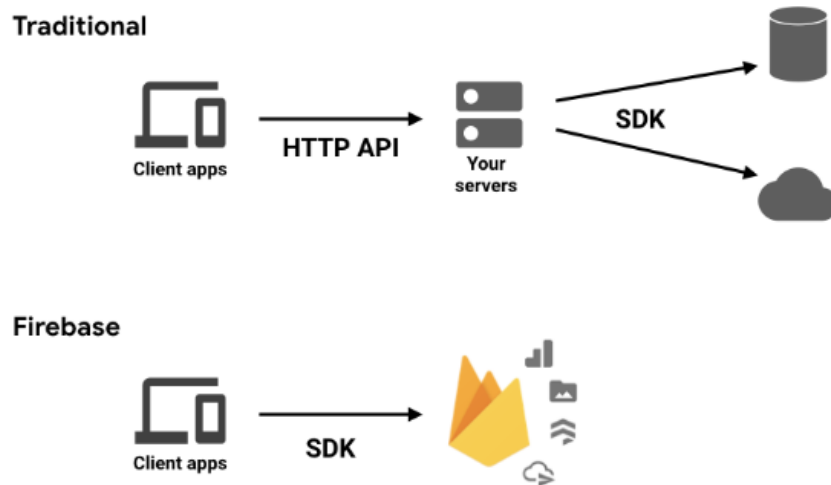 Traditional
HTTP API
SDK
Client apps
Your
servers
Firebase
SDK
Client apps